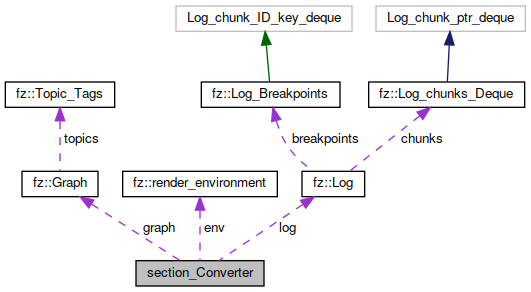 Log_chunk_ID_key_deque
Log_chunk_ptr_deque
fz::Topic_Tags
fz::Log_Breakpoints
fz::Log_chunks_Deque
topics
breakpoints
chunks
fz::Graph
fz::render_environment
fz::Log
graph
env
log
section_Converter